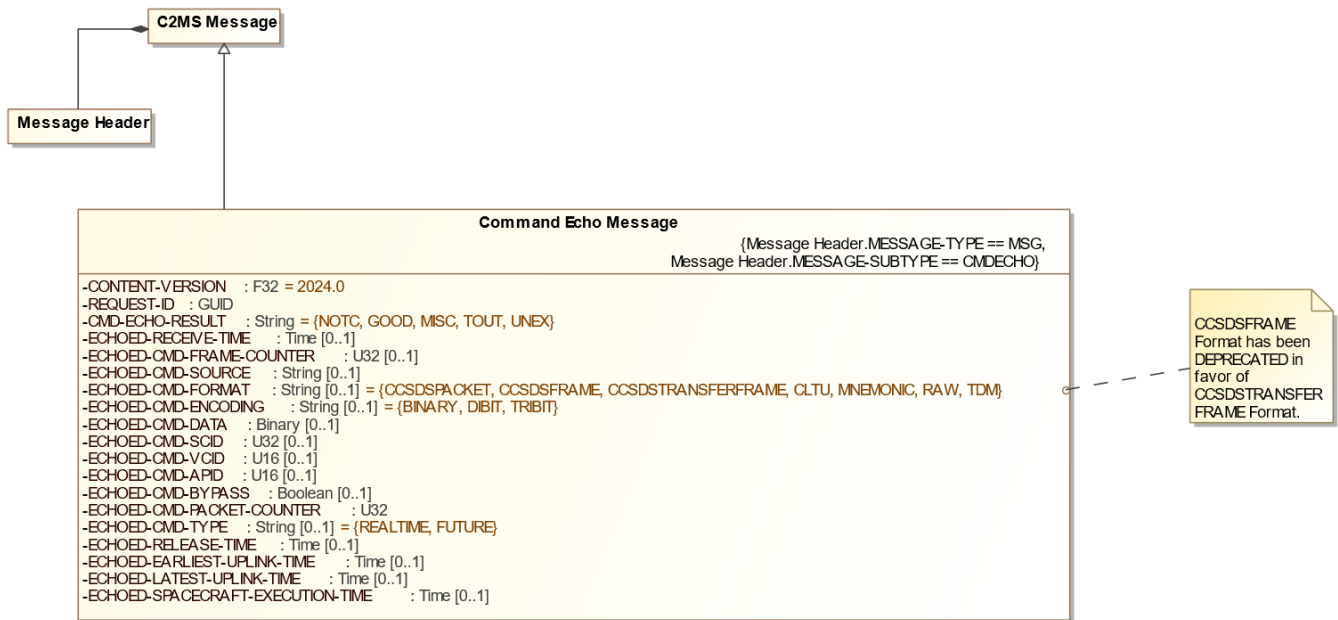 C2MS Message
Message Header
Command Echo Message
{Message Header.MESSAGE-TYPE == MSG,
Message Header.MESSAGE-SUBTYPE == CMDECHO}
-CONTENT-VERSION : F32 = 2024.0
-REQUEST-ID : GUID
-CMD-ECHO-RESULT : String = {NOTC, GOOD, MISC, TOUT, UNEX}
-ECHOED-RECEIVE-TIME : Time [0..1]
-ECHOED-CMD-FRAME-COUNTER : U32 [0..1]
-ECHOED-CMD-SOURCE : String [0..1]
-ECHOED-CMD-FORMAT : String [0..1] = {CCSDSPACKET, CCSDSFRAME, CCSDSTRANSFERFRAME, CLTU, MNEMONIC, RAW, TDM}
-ECHOED-CMD-ENCODING : String [0..1] = {BINARY, DIBIT, TRIBIT}
-ECHOED-CMD-DATA : Binary [0..1]
-ECHOED-CMD-SCID : U32 [0..1]
-ECHOED-CMD-VCID : U16 [0..1]
-ECHOED-CMD-APID : U16 [0..1]
-ECHOED-CMD-BYPASS : Boolean [0..1]
-ECHOED-CMD-PACKET-COUNTER : U32
-ECHOED-CMD-TYPE : String [0..1] = {REALTIME, FUTURE}
-ECHOED-RELEASE-TIME : Time [0..1]
-ECHOED-EARLIEST-UPLINK-TIME : Time [0..1]
-ECHOED-LATEST-UPLINK-TIME : Time [0..1]
-ECHOED-SPACECRAFT-EXECUTION-TIME : Time [0..1]
CCSDSFRAME
Format has been
DEPRECATED in
favor of
CCSDSTRANSFER
FRAME Format.